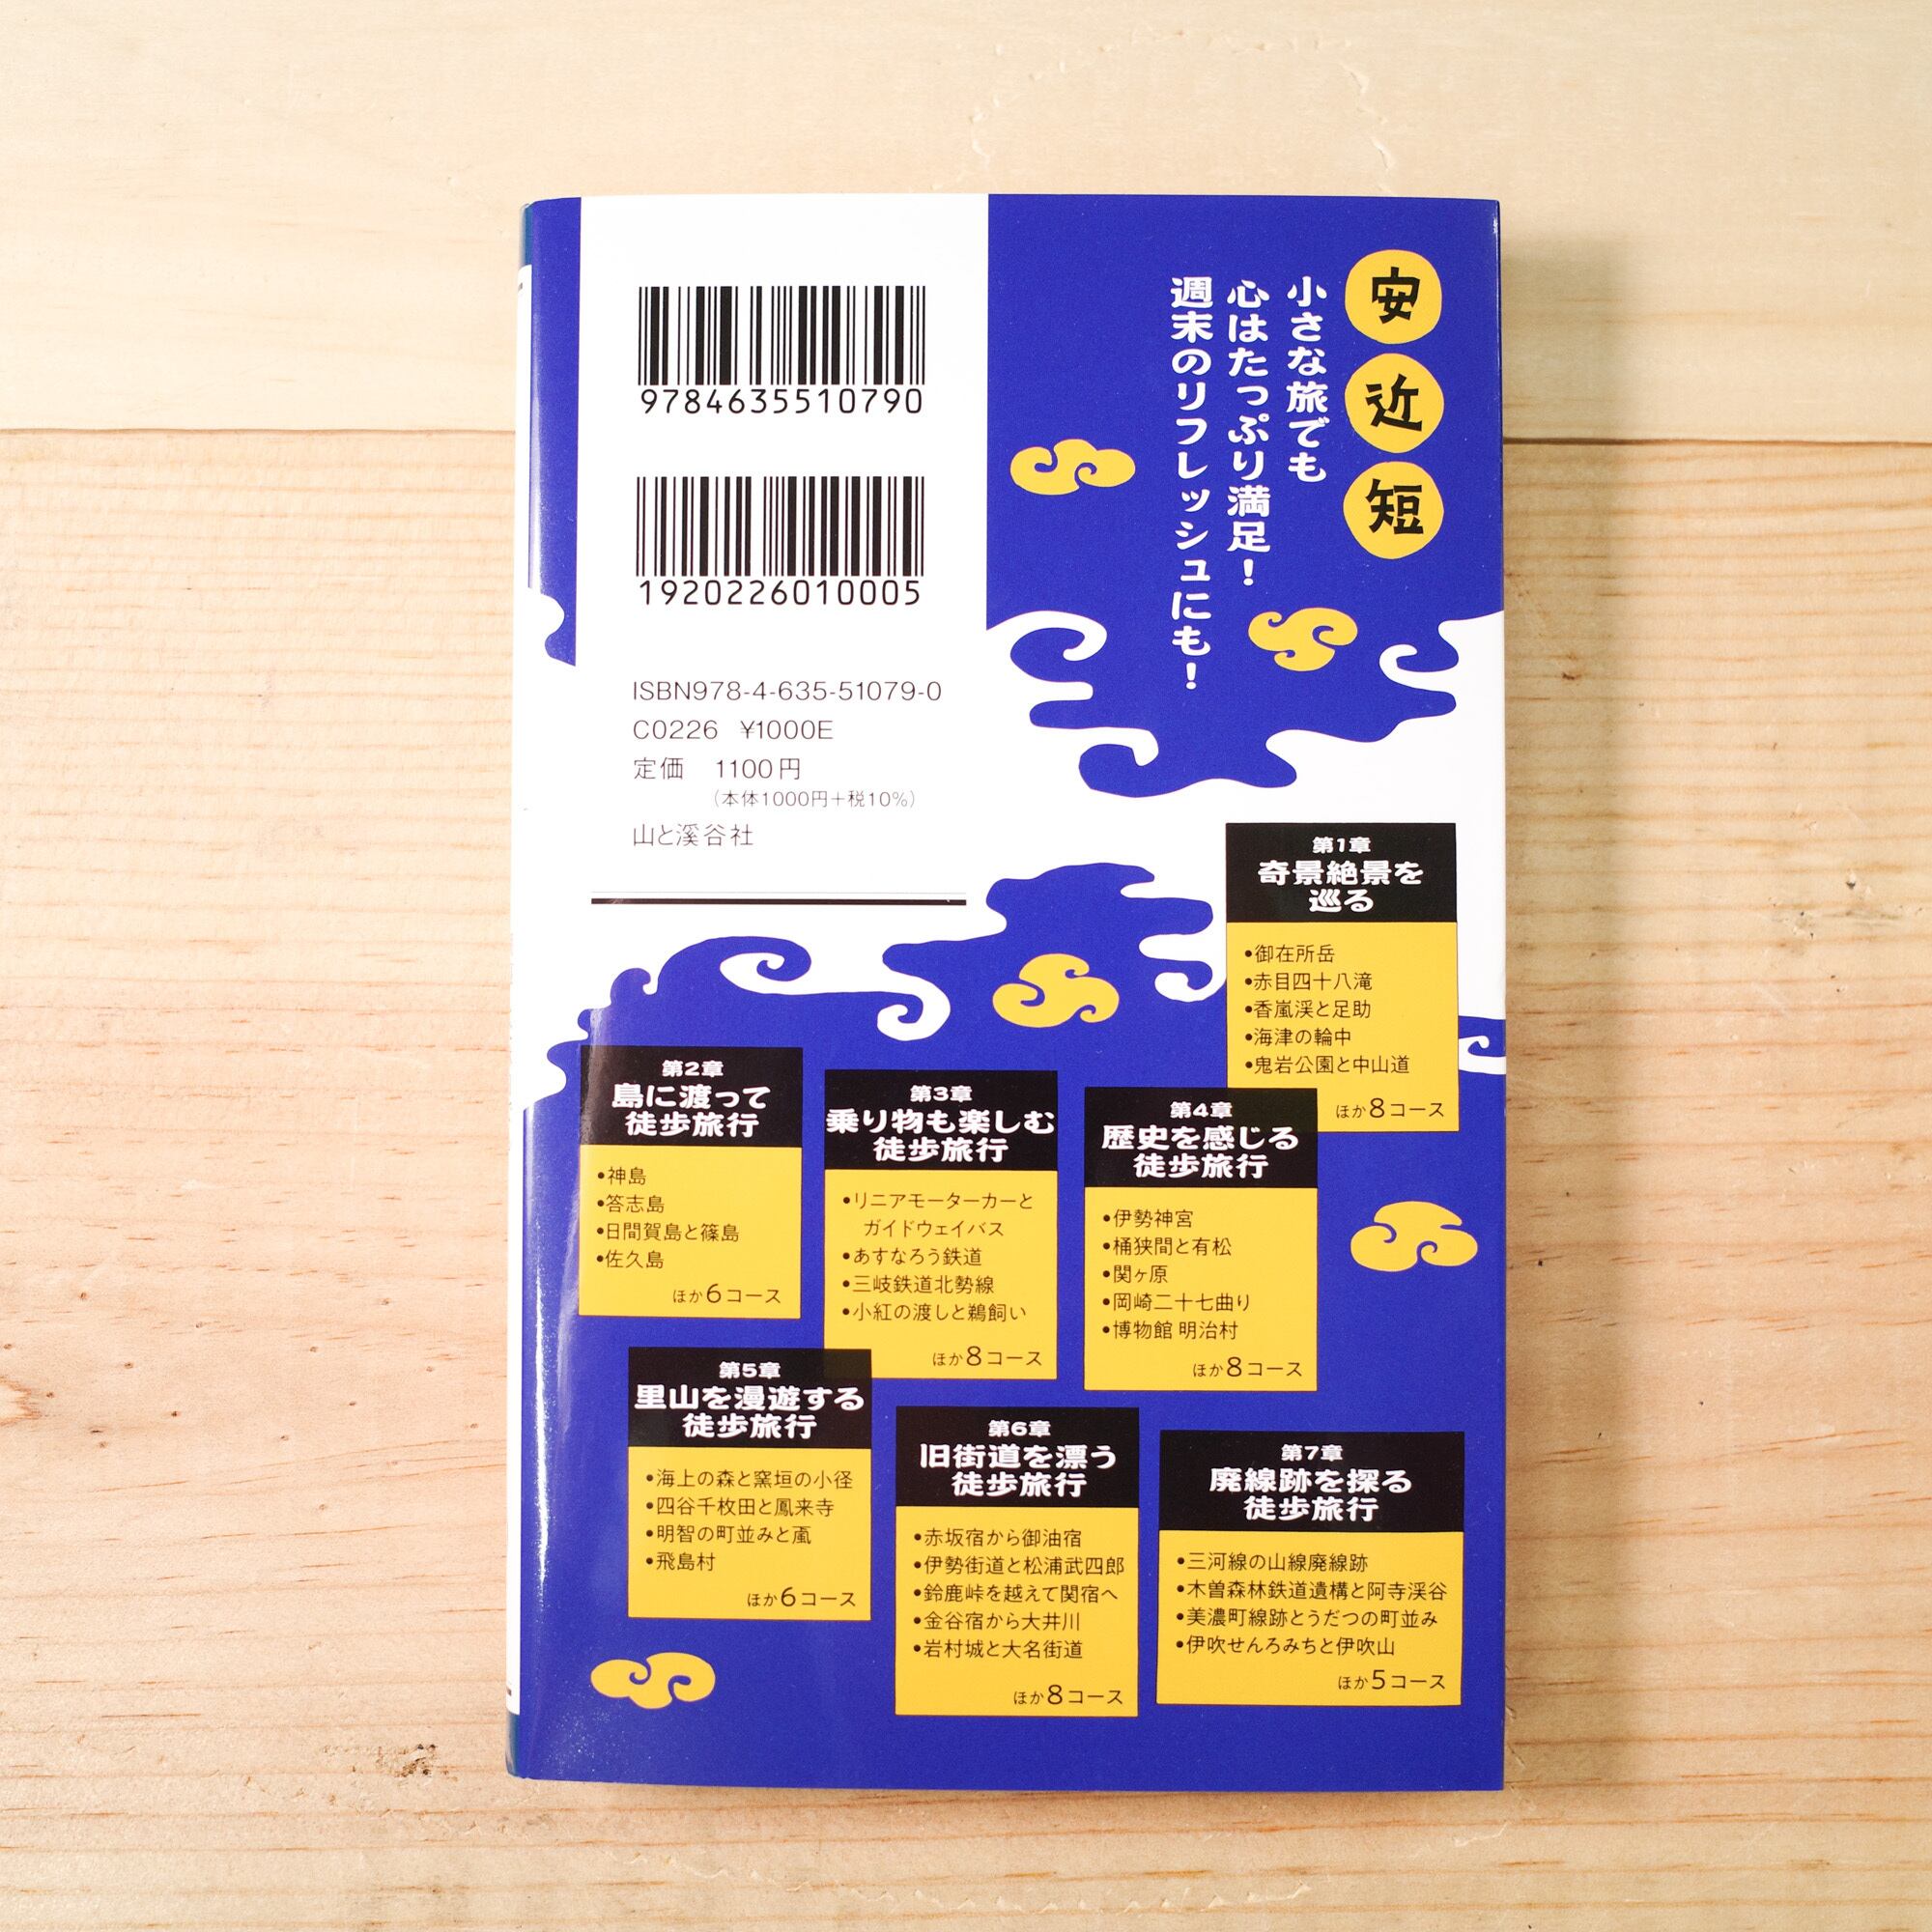 安近短
小さな旅でも
心はたっぷり満足！
週末のリフレッシュにも！
9784635510790
1920226010005
ISBN978-4-635-51079-0
C0226 ¥1000E
定価 1100円
（本体1000円＋税10%）
山と溪谷社
第1章
奇景絶景を
巡る
•御在所岳
•赤目四十八滝
•香嵐渓と足助
•海津の輪中
•鬼岩公園と中山道
ほか8コース
第2章
島に渡って
徒歩旅行
•神島
•答志島
•日間賀島と篠島
•佐久島
ほか6コース
第3章
乗り物も楽しむ
徒歩旅行
•リニアモーターカーと
ガイドウェイバス
•あすなろう鉄道
•三岐鉄道北勢線
•小紅の渡しと鵜飼い
ほか8コース
第4章
歴史を感じる
徒歩旅行
•伊勢神宮
•桶狭間と有松
•関ヶ原
•岡崎二十七曲り
•博物館 明治村
ほか8コース
第5章
里山を漫遊する
徒歩旅行
•海上の森と窯垣の小径
•四谷千枚田と鳳来寺
•明智の町並みと
•飛島村
ほか6コース
第6章
旧街道を漂う
徒歩旅行
•赤坂宿から御油宿
•伊勢街道と松浦武四郎
•鈴鹿峠を越えて関宿へ
•金谷宿から大井川
•岩村城と大名街道
ほか8コース
第7章
廃線跡を探る
徒歩旅行
•三河線の山線廃線跡
•木曽森林鉄道遺構と阿寺渓谷
•美濃町線跡とうだつの町並み
•伊吹せんろみちと伊吹山
ほか5コース